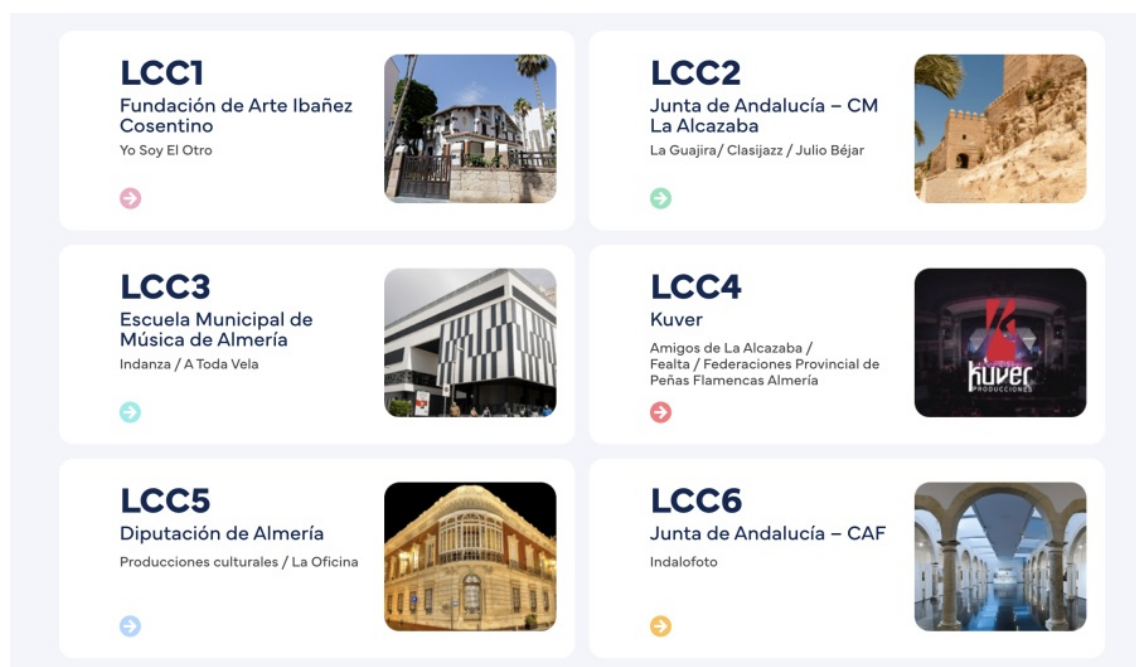 LCC1
Fundación de Arte Ibañez
Cosentino
Yo Soy El Otro
LCC2
Junta de Andalucía – CM
La Alcazaba
La Guajira/ Clasijazz / Julio Béjar
LCC3
Escuela Municipal de
Música de Almería
Indanza / A Toda Vela
LCC4
Kuver
Amigos de La Alcazaba /
Fealta / Federaciones Provincial de
Peñas Flamencas Almería
kuver
PRODUCCIONES
LCC5
Diputación de Almería
Producciones culturales / La Oficina
LCC6
Junta de Andalucía – CAF
Indalofoto